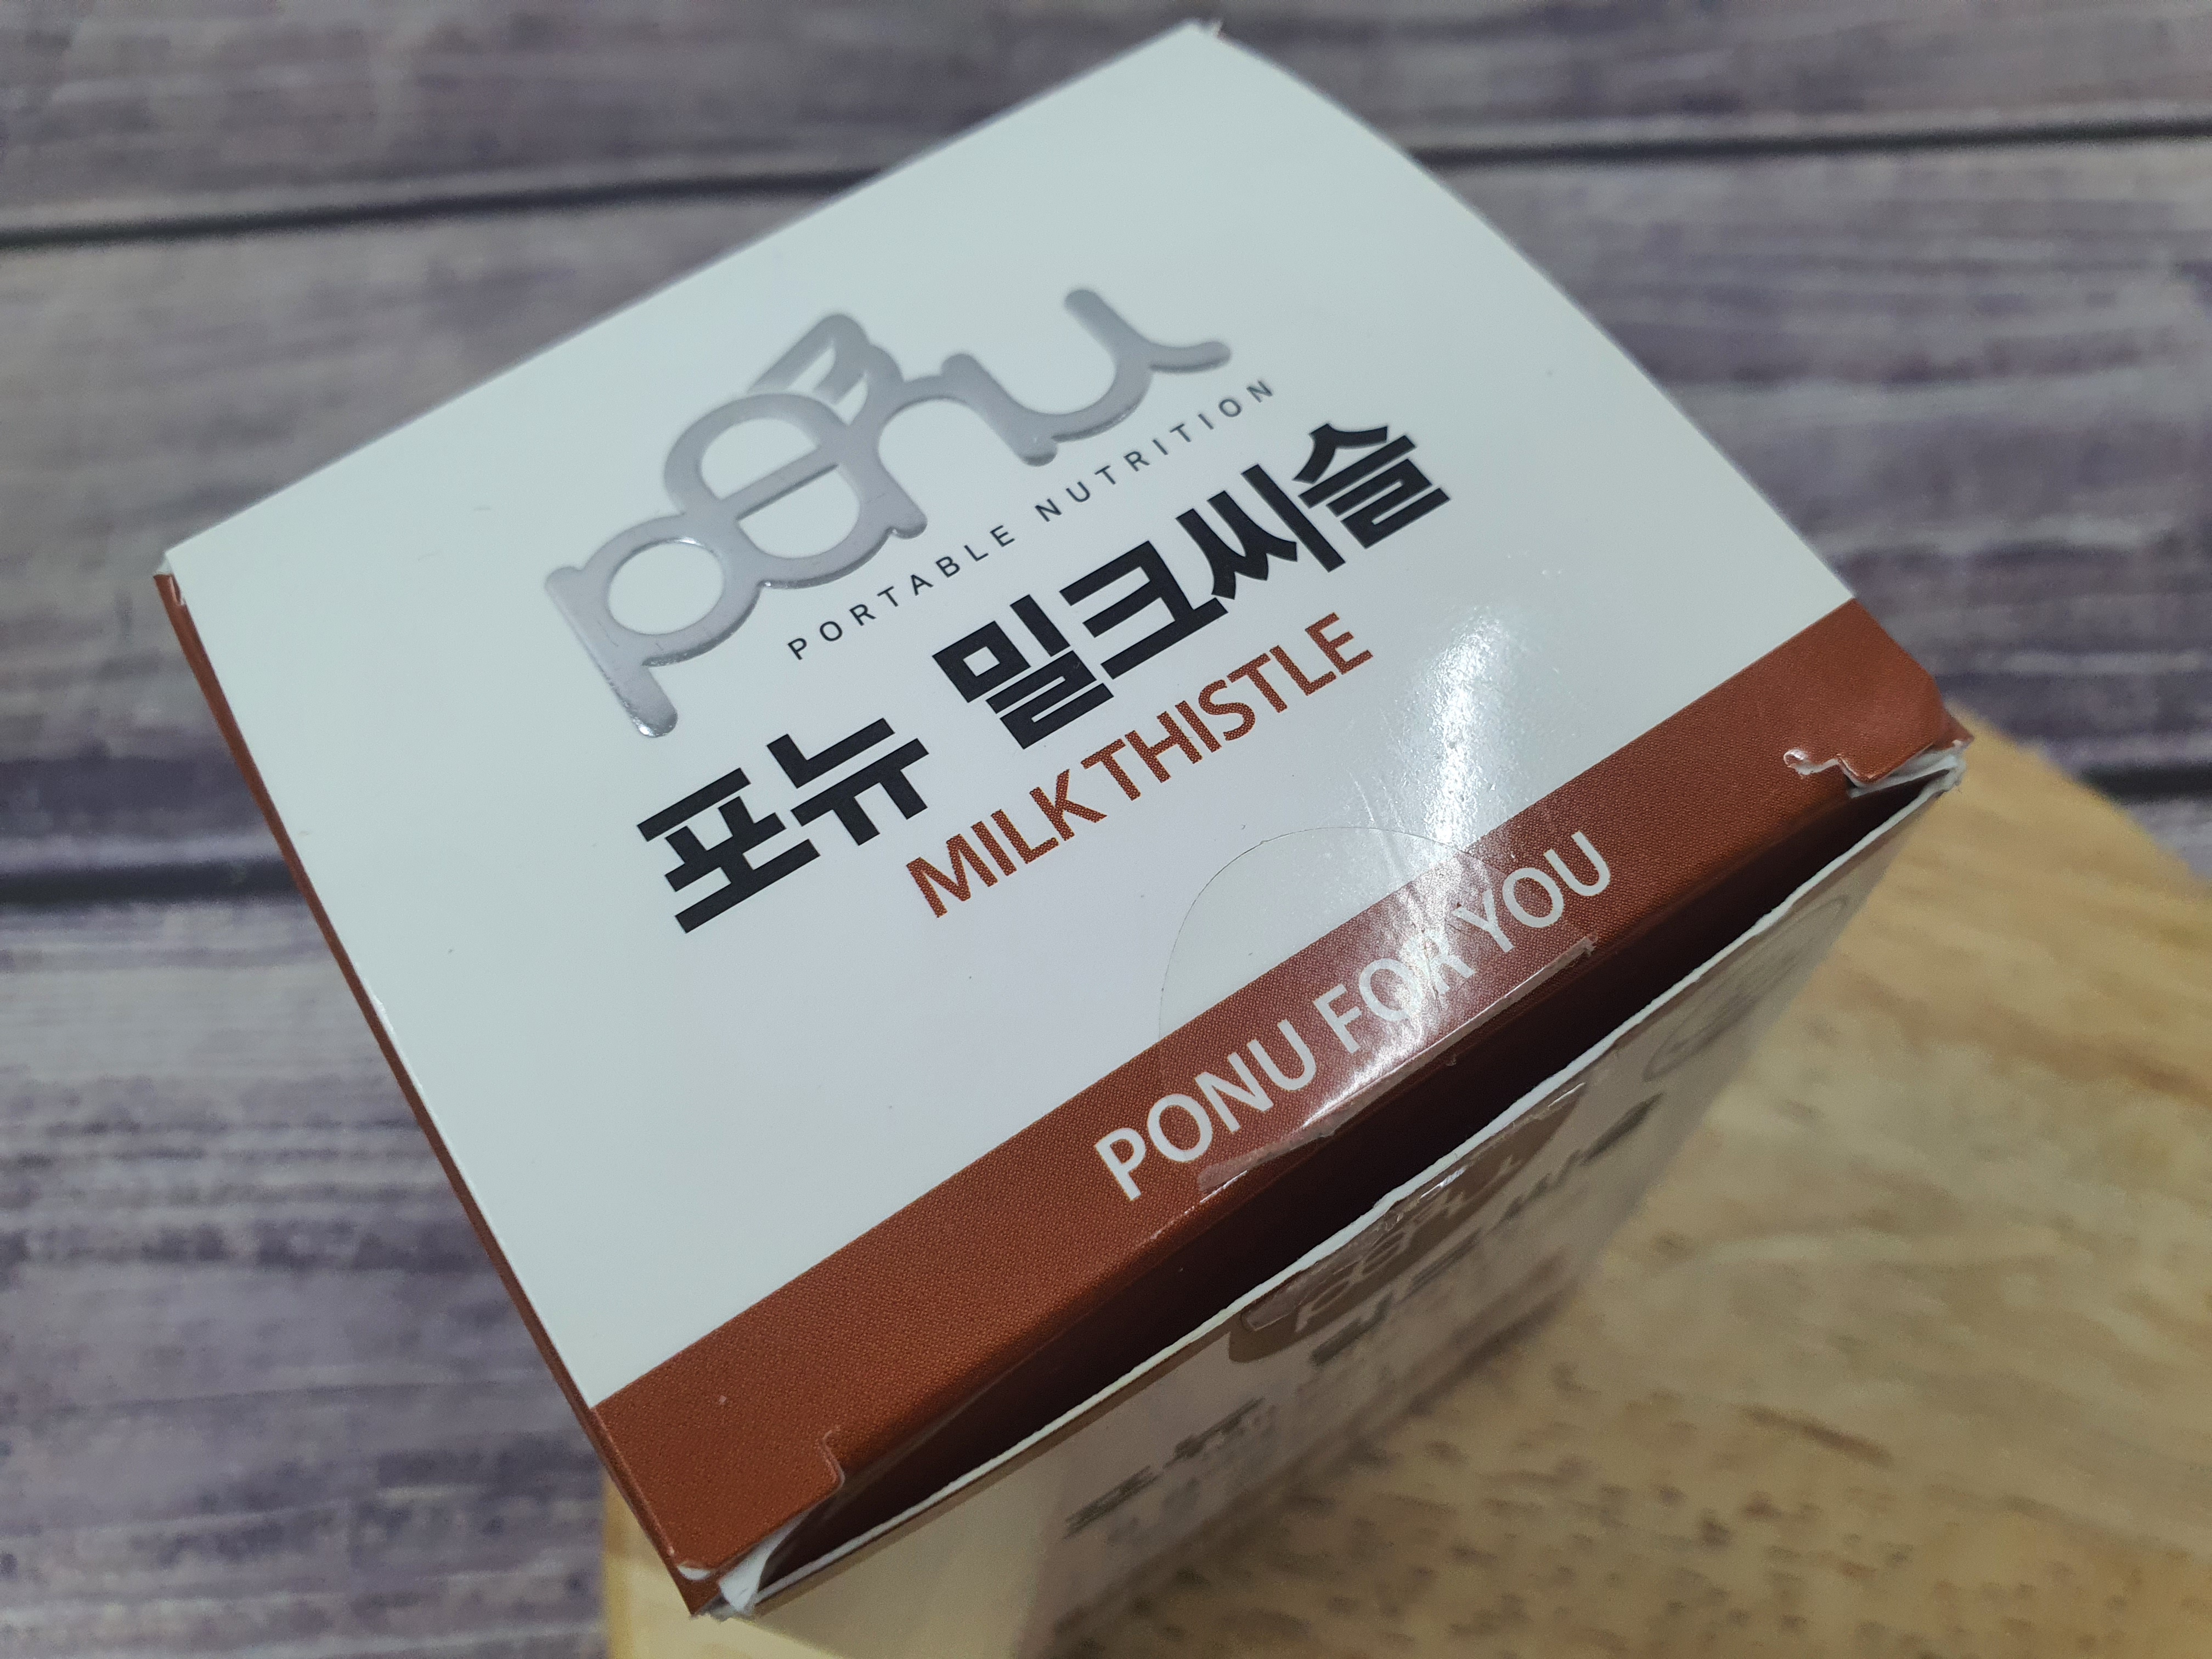 ponu
PORTABLE NUTRITION
포뉴 밀크씨슬
MILK THISTLE
PONU FOR YOU